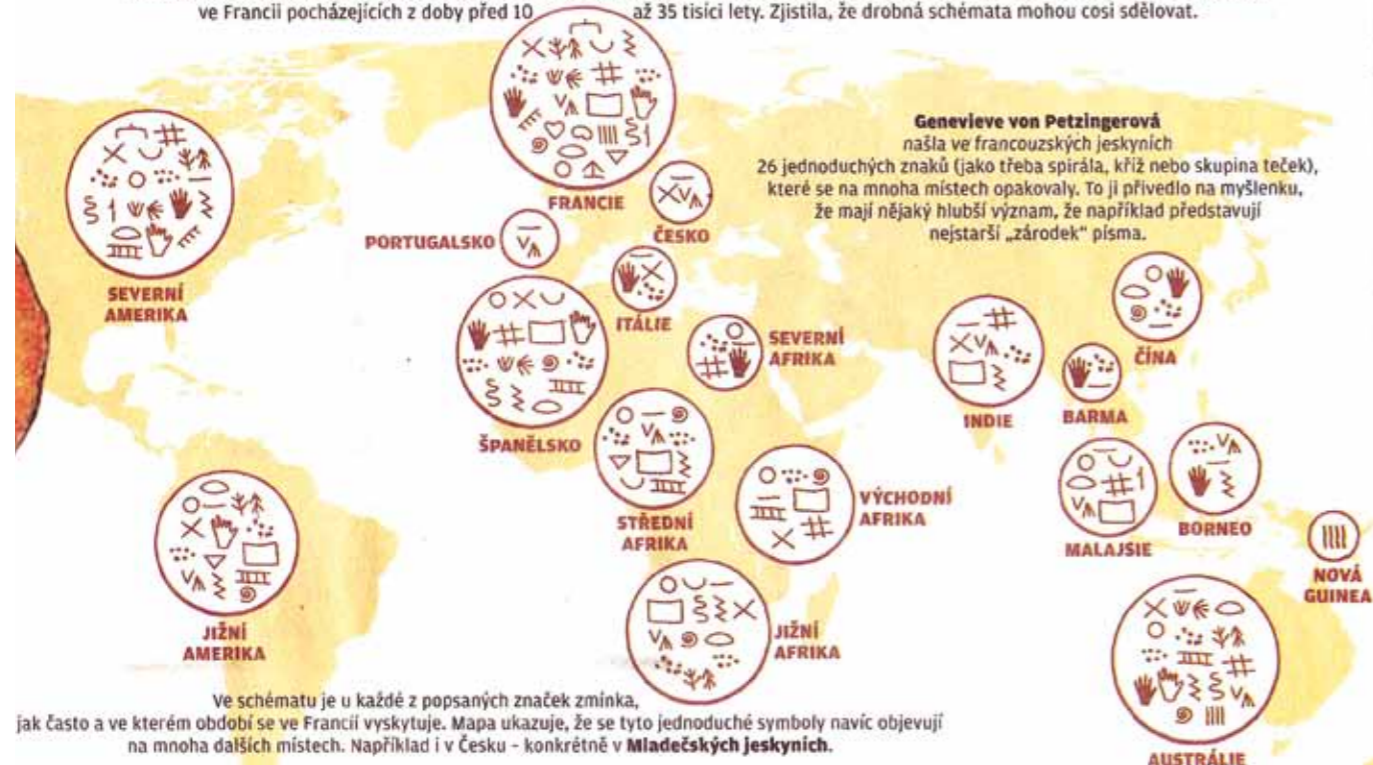 ve Francii pocházejících z doby před 10 až 35 tisíci lety. Zjistila, že drobná schémata mohou cosi sdělovat.
Genevieve von Petzingerová
našla ve francouzských jeskyních
26 jednoduchých znaků (jako třeba spirála, kříž nebo skupina teček),
které se na mnoha místech opakovaly. To ji přivedlo na myšlenku,
že mají nějaký hlubší význam, že například představují
nejstarší „zárodek“ písma.
FRANCIE
ČESKO
PORTUGALSKO
SEVERNÍ
AMERIKA
ITÁLIE
SEVERNÍ
AFRIKA
ČÍNA
INDIE
BARMA
ŠPANĚLSKO
STŘEDNÍ
AFRIKA
VÝCHODNÍ
AFRIKA
MALAJSIE
BORNEO
NOVÁ
GUINEA
JIŽNÍ
AMERIKA
JIŽNÍ
AFRIKA
AUSTRÁLIE
Ve schématu je u každé z popsaných značek zmínka,
jak často a ve kterém období se ve Francii vyskytuje. Mapa ukazuje, že se tyto jednoduché symboly navíc objevují
na mnoha dalších místech. Například i v Česku – konkrétně v Mladečských jeskyních.